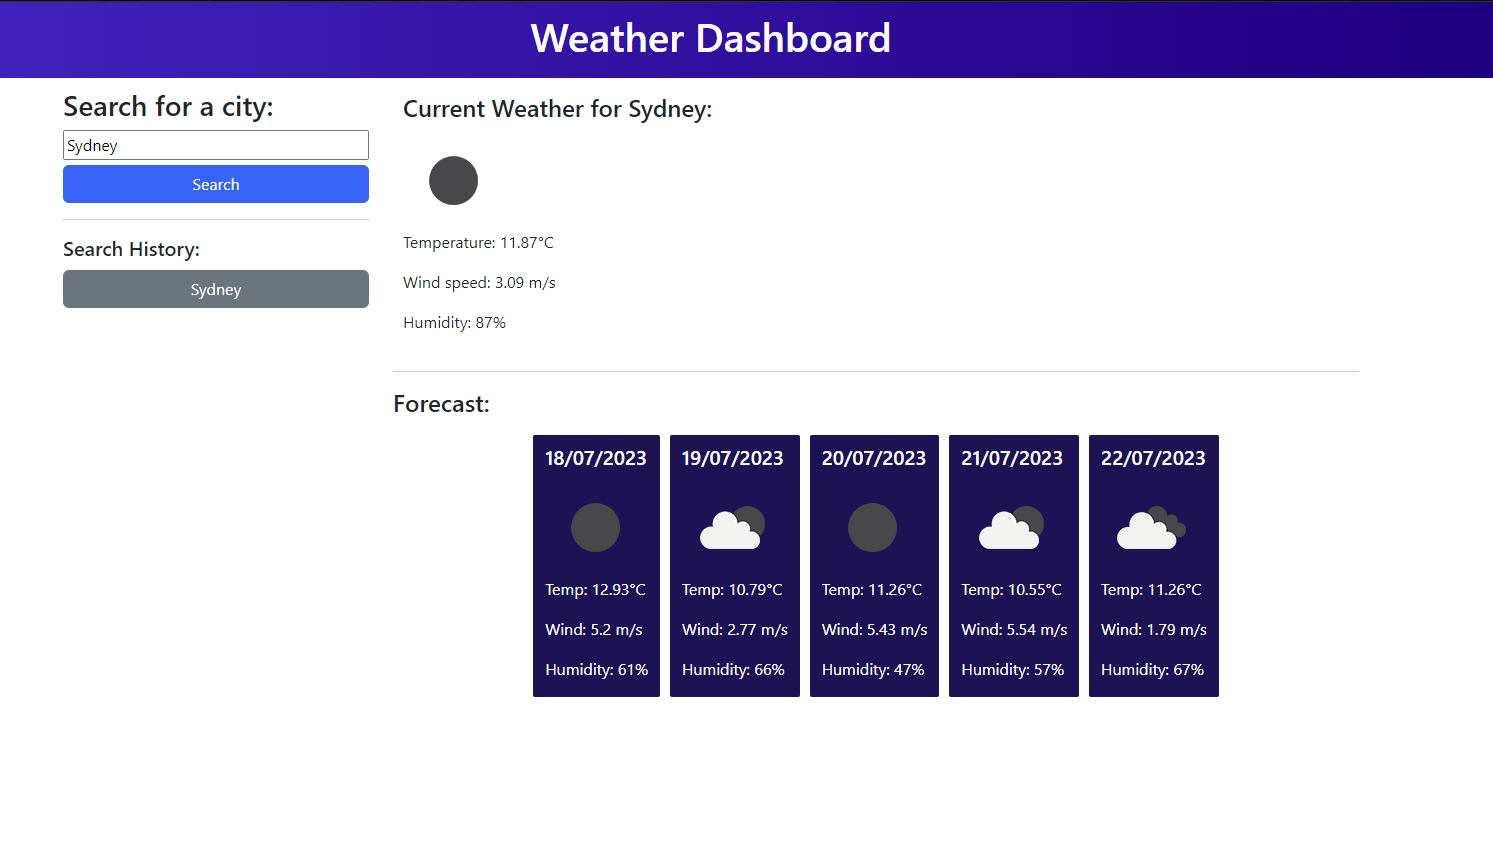 Weather Dashboard
Search for a city:
Sydney
Search
Search History:
Sydney
Current Weather for Sydney:
Temperature: 11.87°C
Wind speed: 3.09 m/s
Humidity: 87%
Forecast:
18/07/2023
Temp: 12.93°C
Wind: 5.2 m/s
Humidity: 61%
19/07/2023
Temp: 10.79°C
Wind: 2.77 m/s
Humidity: 66%
20/07/2023
Temp: 11.26°C
Wind: 5.43 m/s
Humidity: 47%
21/07/2023
Temp: 10.55°C
Wind: 5.54 m/s
Humidity: 57%
22/07/2023
Temp: 11.26°C
Wind: 1.79 m/s
Humidity: 67%